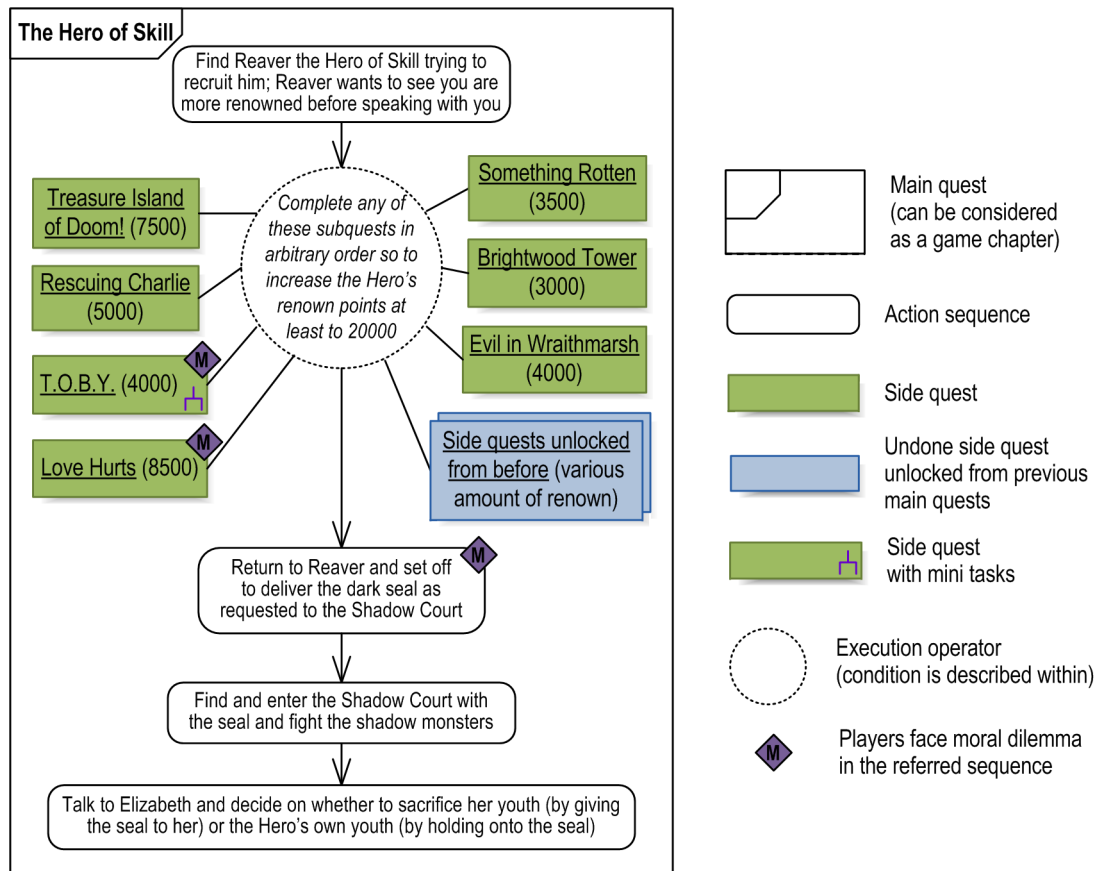 The Hero of Skill
Find Reaver the Hero of Skill trying to
recruit him; Reaver wants to see you are
more renowned before speaking with you
Treasure Island
of Doom! (7500)
Rescuing Charlie
(5000)
M
T.O.B.Y. (4000)
M
Love Hurts (8500)
Complete any of
these subquests in
arbitrary order so to
increase the Hero's
renown points at
least to 20000
Something Rotten
(3500)
Brightwood Tower
(3000)
Evil in Wraithmarsh
(4000)
Side quests unlocked
from before (various
amount of renown)
M
Return to Reaver and set off
to deliver the dark seal as
requested to the Shadow Court
Find and enter the Shadow Court with
the seal and fight the shadow monsters
Talk to Elizabeth and decide on whether to sacrifice her youth (by giving
the seal to her) or the Hero's own youth (by holding onto the seal)
Main quest
(can be considered
as a game chapter)
Action sequence
Side quest
Undone side quest
unlocked from previous
main quests
Side quest
with mini tasks
Execution operator
(condition is described within)
M
Players face moral dilemma
in the referred sequence